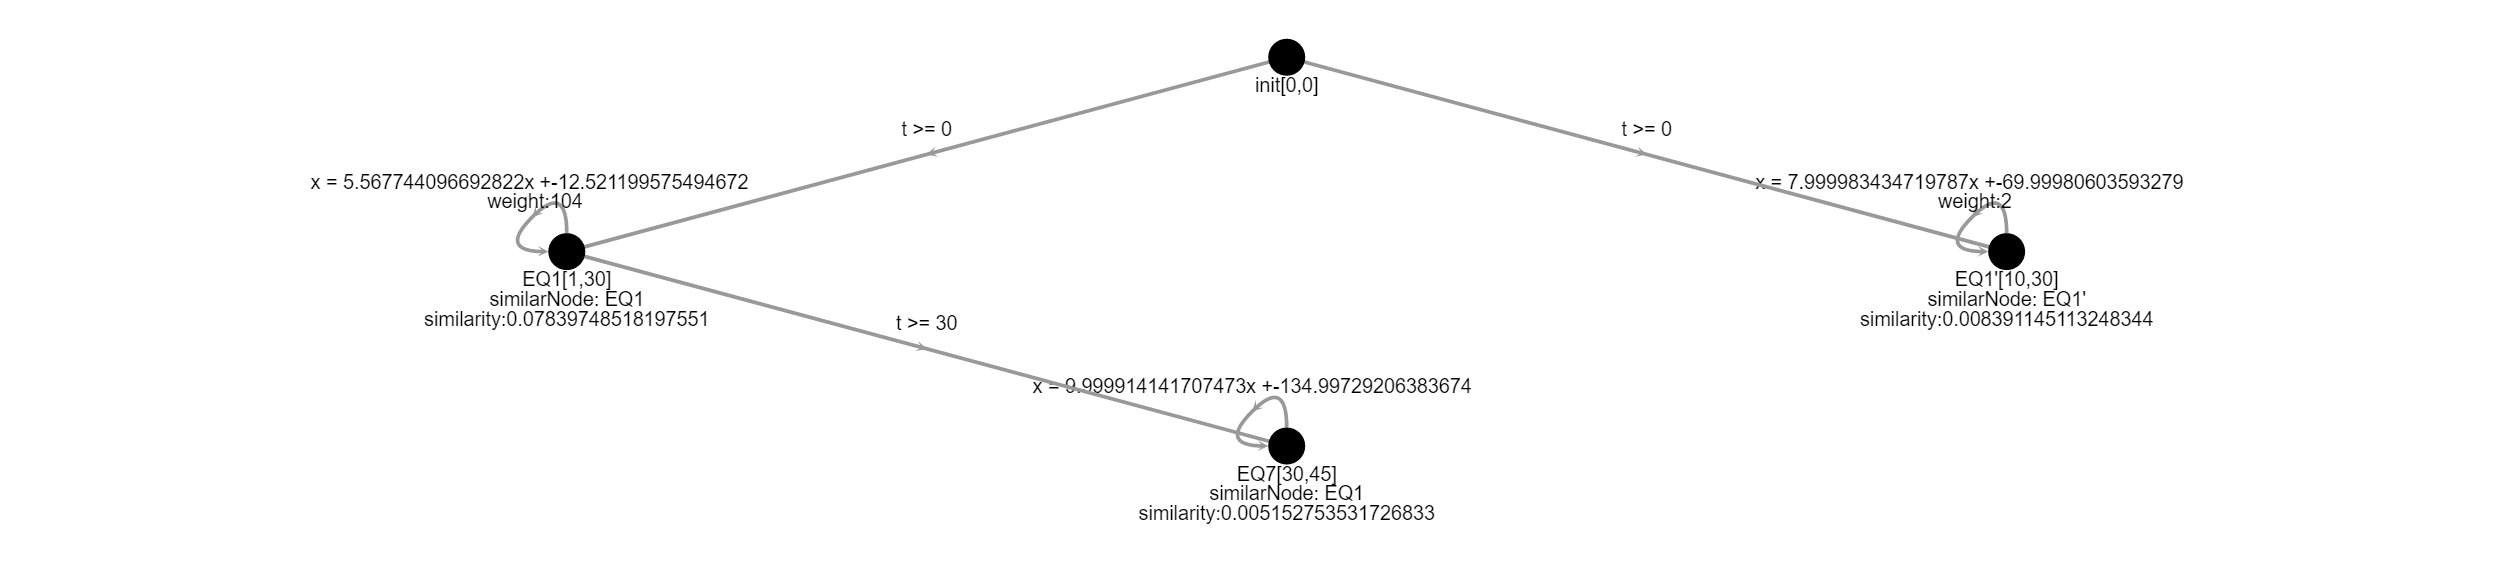 init[0,0]
t >= 0
t >= 0
x = 5.567744096692822x +-12.521199575494672
weight:104
x = 7.999983434719787x +-69.99980603593279
weight:2
EQ1[1,30]
similarNode: EQ1
similarity:0.07839748518197551
EQ1'[10,30]
similarNode: EQ1'
similarity:0.008391145113248344
t >= 30
x = 9.999914141707473x +-134.99729206383674
EQ7[30,45]
similarNode: EQ1
similarity:0.005152753531726833